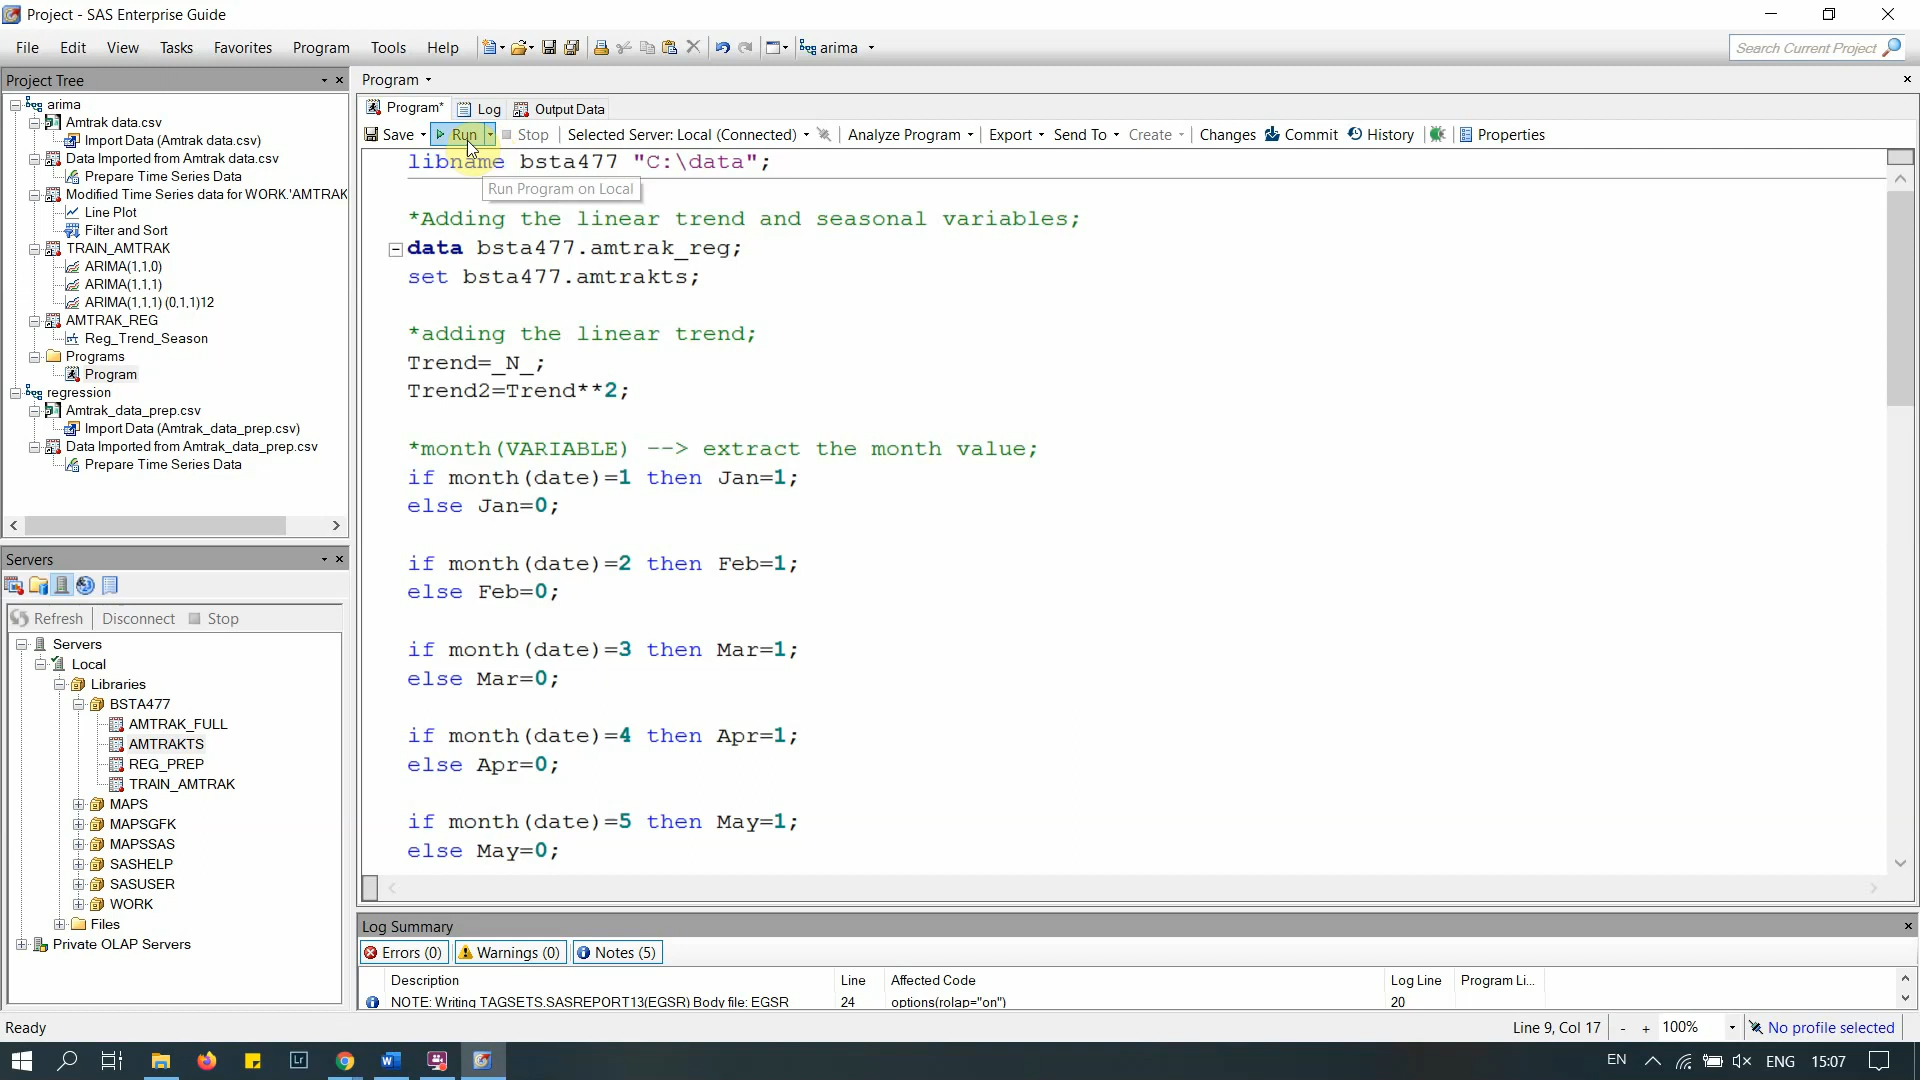 Project - SAS Enterprise Guide
File Edit View Tasks Favorites Program Tools Help arima Search Current Project
Project Tree
arima
Amtrak data.csv
Import Data (Amtrak data.csv)
Data Imported from Amtrak data.csv
Prepare Time Series Data
Modified Time Series data for WORK.'AMTRAK
Line Plot
Filter and Sort
TRAIN_AMTRAK
ARIMA(1,1,0)
ARIMA(1,1,1)
ARIMA(1,1,1) (0,1,1)12
AMTRAK_REG
Reg_Trend_Season
Programs
Program
regression
Amtrak_data_prep.csv
Import Data (Amtrak_data_prep.csv)
Data Imported from Amtrak_data_prep.csv
Prepare Time Series Data
Servers
Refresh Disconnect Stop
Servers
Local
Libraries
BSTA477
AMTRAK_FULL
AMTRAKTS
REG_PREP
TRAIN_AMTRAK
MAPS
MAPSGFK
MAPSSAS
SASHELP
SASUSER
WORK
Files
Private OLAP Servers
Program
Program* Log Output Data
Save Run Stop Selected Server: Local (Connected) Analyze Program Export Send To Create Changes Commit History Properties
libname bsta477 "C:\data";
Run Program on Local
*Adding the linear trend and seasonal variables;
data bsta477.amtrak_reg;
set bsta477.amtrakts;
*adding the linear trend;
Trend=_N_;
Trend2=Trend**2;
*month(VARIABLE) --> extract the month value;
if month(date)=1 then Jan=1;
else Jan=0;
if month(date)=2 then Feb=1;
else Feb=0;
if month(date)=3 then Mar=1;
else Mar=0;
if month(date)=4 then Apr=1;
else Apr=0;
if month(date)=5 then May=1;
else May=0;
Log Summary
Errors (0) Warnings (0) Notes (5)
Description Line Affected Code Log Line Program Li...
NOTE: Writing TAGSETS.SASREPORT13(EGSR) Body file: EGSR 24 options(rolap="on") 20
Ready Line 9, Col 17 - + 100% No profile selected
Lr EN ENG 15:07